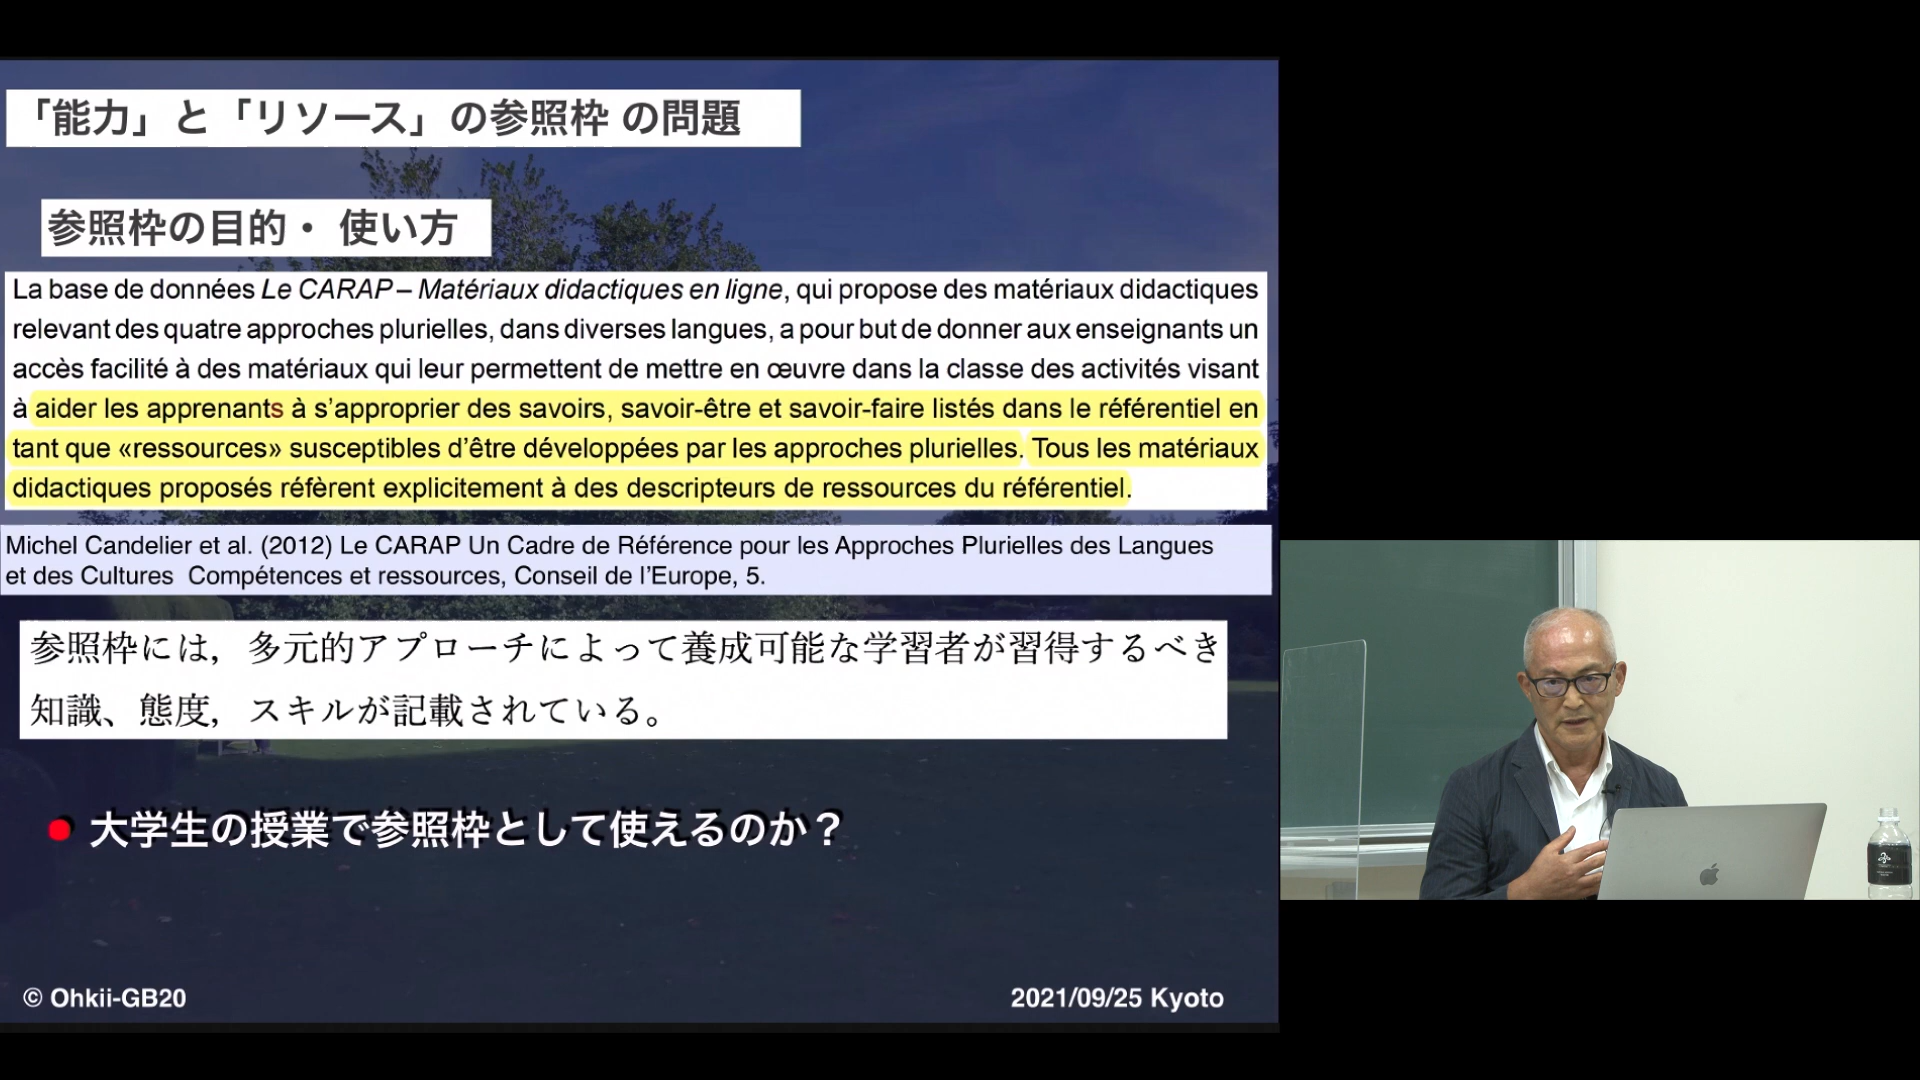 「能力」と「リソース」の参照枠 の問題
参照枠の目的・ 使い方
La base de données Le CARAP – Matériaux didactiques en ligne, qui propose des matériaux didactiques
relevant des quatre approches plurielles, dans diverses langues, a pour but de donner aux enseignants un
accès facilité à des matériaux qui leur permettent de mettre en œuvre dans la classe des activités visant
à aider les apprenants à s’approprier des savoirs, savoir-être et savoir-faire listés dans le référentiel en
tant que «ressources» susceptibles d’être développées par les approches plurielles. Tous les matériaux
didactiques proposés réfèrent explicitement à des descripteurs de ressources du référentiel.
Michel Candelier et al. (2012) Le CARAP Un Cadre de Référence pour les Approches Plurielles des Langues
et des Cultures Compétences et ressources, Conseil de l’Europe, 5.
参照枠には，多元的アプローチによって養成可能な学習者が習得するべき
知識、態度，スキルが記載されている。
• 大学生の授業で参照枠として使えるのか？
© Ohkii-GB20
2021/09/25 Kyoto